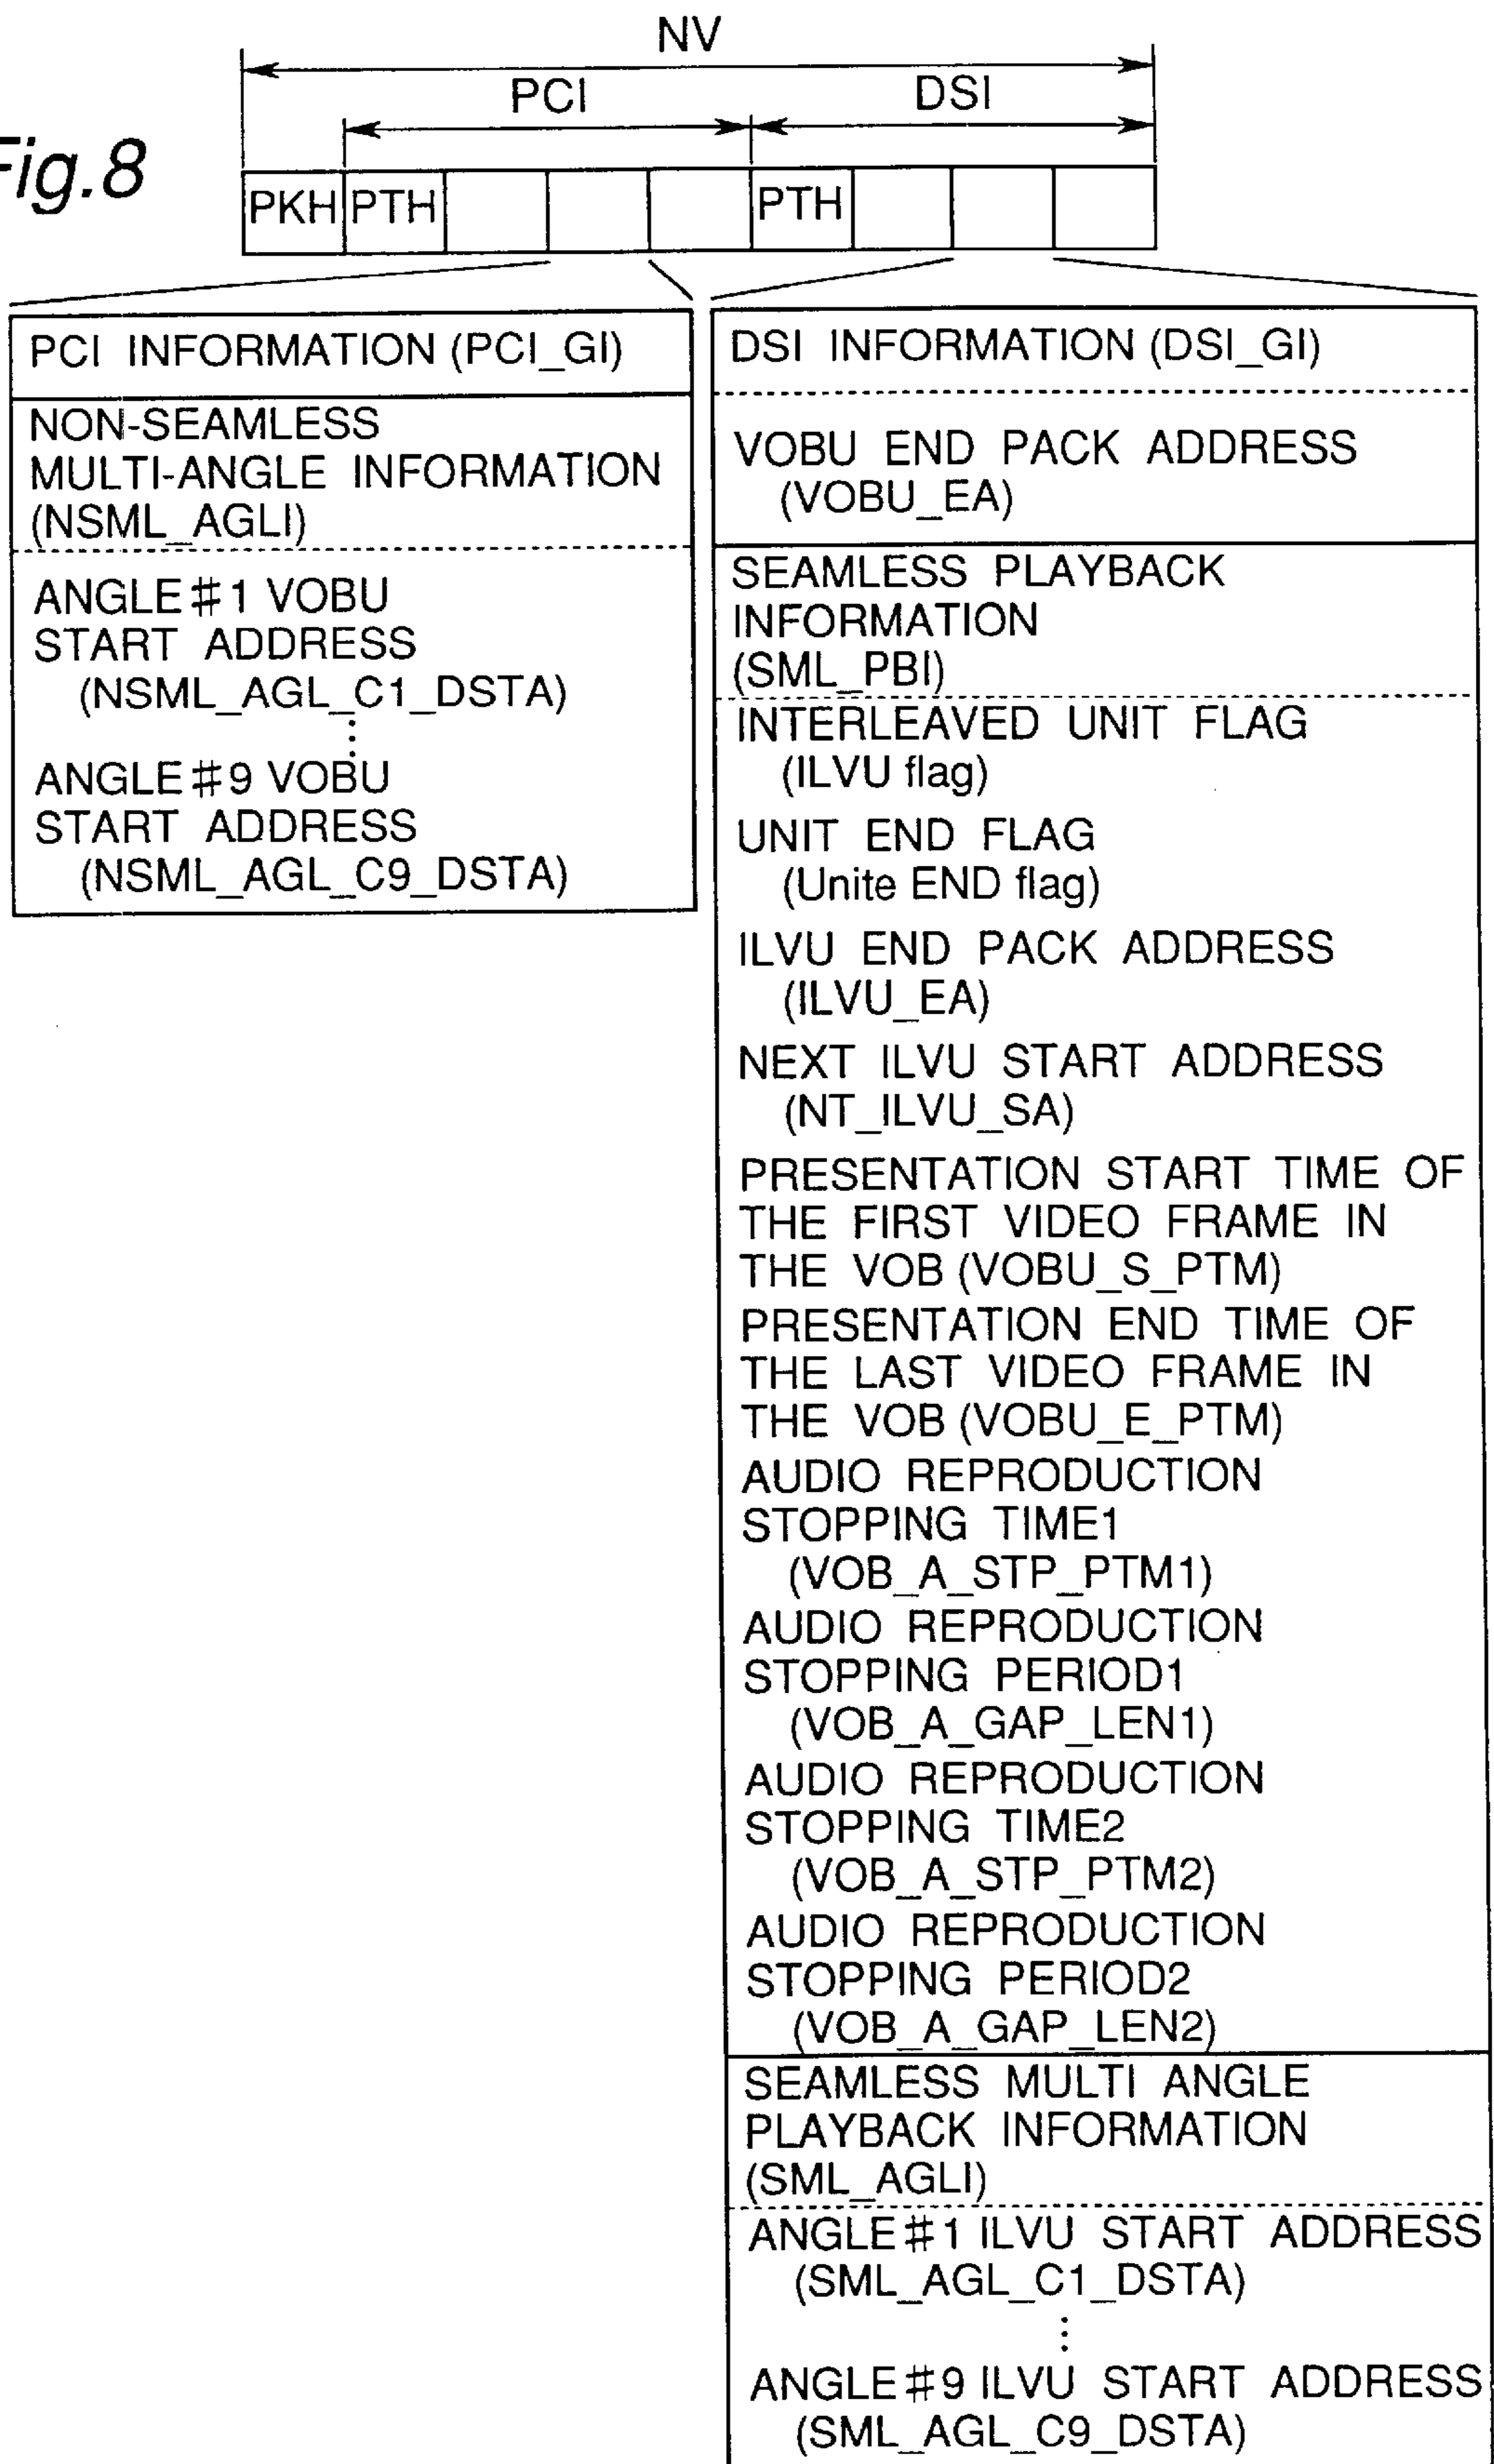 NV
PCI DSI
Fig.8
PKH PTH PTH
PCI INFORMATION (PCI_GI)
NON-SEAMLESS
MULTI-ANGLE INFORMATION
(NSML_AGLI)
ANGLE#1 VOBU
START ADDRESS
(NSML_AGL_C1_DSTA)
⋮
ANGLE#9 VOBU
START ADDRESS
(NSML_AGL_C9_DSTA)
DSI INFORMATION (DSI_GI)
VOBU END PACK ADDRESS
(VOBU_EA)
SEAMLESS PLAYBACK
INFORMATION
(SML_PBI)
INTERLEAVED UNIT FLAG
(ILVU flag)
UNIT END FLAG
(Unite END flag)
ILVU END PACK ADDRESS
(ILVU_EA)
NEXT ILVU START ADDRESS
(NT_ILVU_SA)
PRESENTATION START TIME OF
THE FIRST VIDEO FRAME IN
THE VOB (VOBU_S_PTM)
PRESENTATION END TIME OF
THE LAST VIDEO FRAME IN
THE VOB (VOBU_E_PTM)
AUDIO REPRODUCTION
STOPPING TIME1
(VOB_A_STP_PTM1)
AUDIO REPRODUCTION
STOPPING PERIOD1
(VOB_A_GAP_LEN1)
AUDIO REPRODUCTION
STOPPING TIME2
(VOB_A_STP_PTM2)
AUDIO REPRODUCTION
STOPPING PERIOD2
(VOB_A_GAP_LEN2)
SEAMLESS MULTI ANGLE
PLAYBACK INFORMATION
(SML_AGLI)
ANGLE#1 ILVU START ADDRESS
(SML_AGL_C1_DSTA)
⋮
ANGLE#9 ILVU START ADDRESS
(SML_AGL_C9_DSTA)